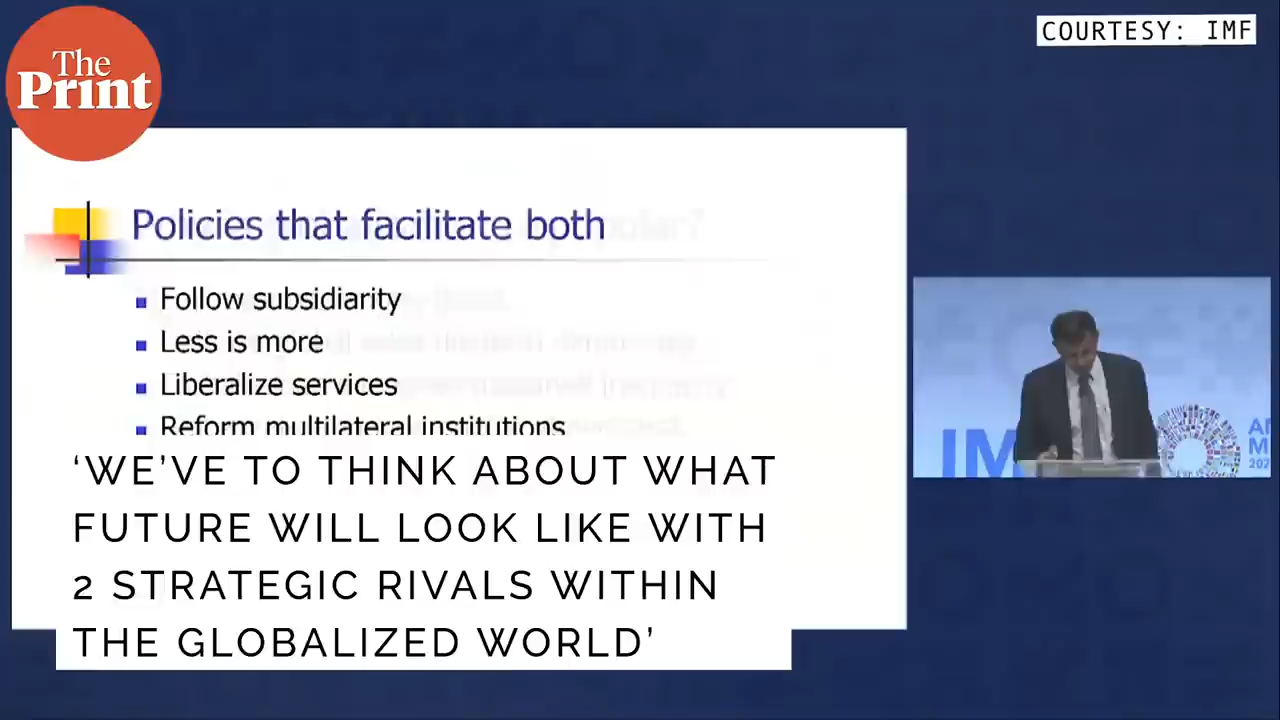 The
Print
COURTESY: IMF
Policies that facilitate both
Follow subsidiarity
Less is more
Liberalize services
Reform multilateral institutions
‘WE’VE TO THINK ABOUT WHAT
FUTURE WILL LOOK LIKE WITH
2 STRATEGIC RIVALS WITHIN
THE GLOBALIZED WORLD’
IM